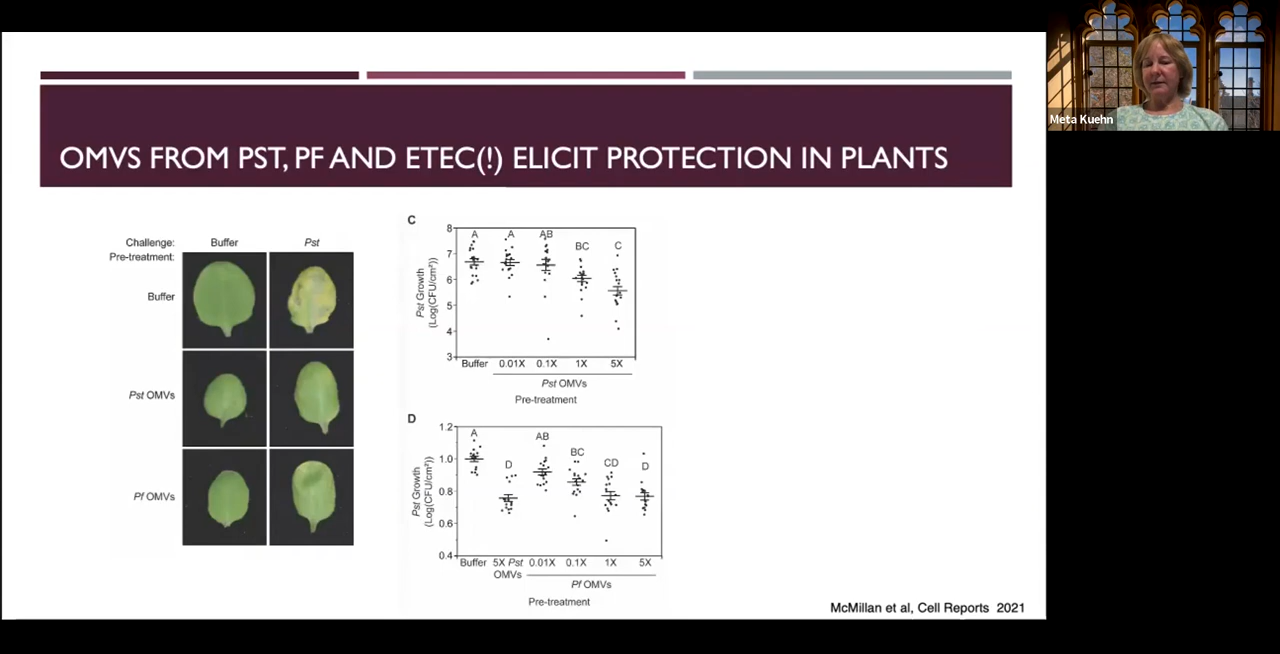 OMVS FROM PST, PF AND ETEC(!) ELICIT PROTECTION IN PLANTS
Meta Kuehn
Challenge: Buffer Pst
Pre-treatment:
Buffer
Pst OMVs
Pf OMVs
C
Pst Growth
(Log(CFU/cm²))
8
7
6
5
4
3
A A AB BC C
Buffer 0.01X 0.1X 1X 5X
Pst OMVs
Pre-treatment
D
Pst Growth
(Log(CFU/cm²))
1.2
1.0
0.8
0.6
0.4
A D AB BC CD D
Buffer 5X Pst 0.01X 0.1X 1X 5X
OMVs
Pf OMVs
Pre-treatment
McMillan et al, Cell Reports 2021